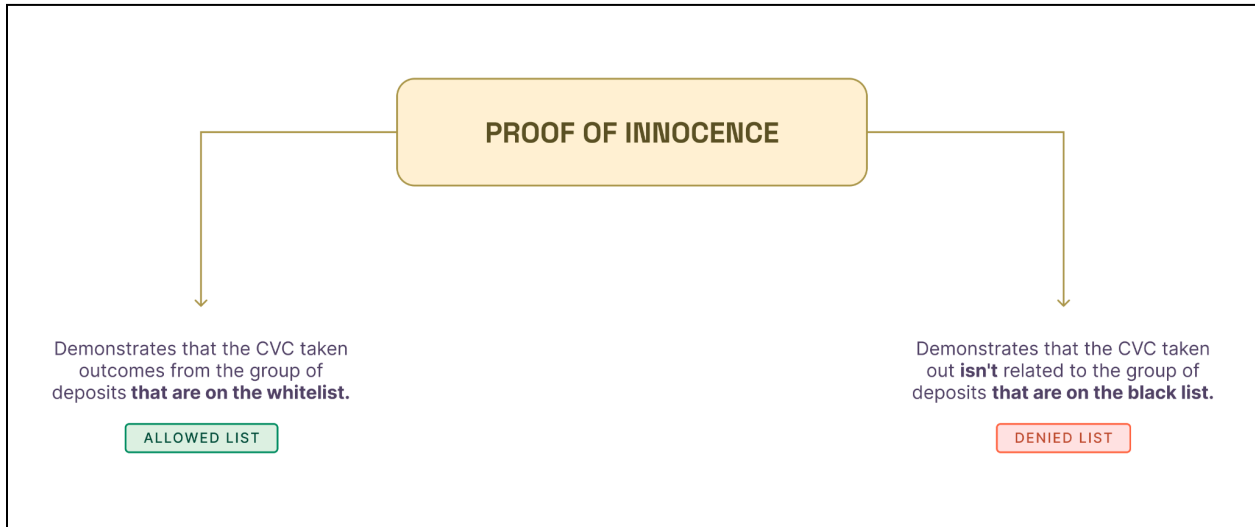 PROOF OF INNOCENCE
Demonstrates that the CVC taken
outcomes from the group of
deposits that are on the whitelist.
ALLOWED LIST
Demonstrates that the CVC taken
out isn't related to the group of
deposits that are on the black list.
DENIED LIST